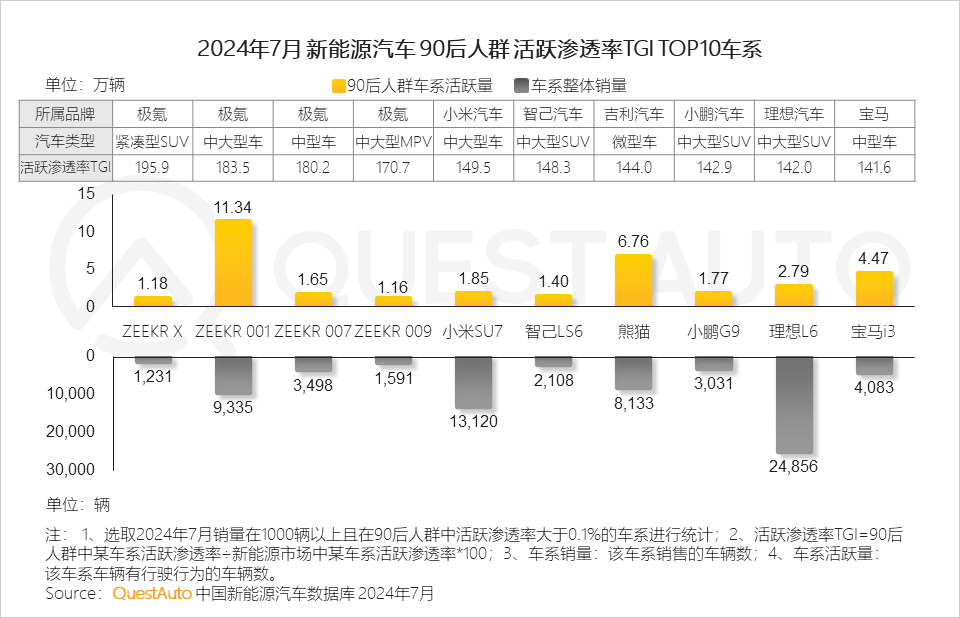 2024年7月 新能源汽车 90后人群 活跃渗透率TGI TOP10车系
单位：万辆
90后人群车系活跃量 车系整体销量
所属品牌 极氪 极氪 极氪 极氪 小米汽车 智己汽车 吉利汽车 小鹏汽车 理想汽车 宝马
汽车类型 紧凑型SUV 中大型车 中型车 中大型MPV 中大型车 中大型SUV 微型车 中大型SUV 中大型SUV 中型车
活跃渗透率TGI 195.9 183.5 180.2 170.7 149.5 148.3 144.0 142.9 142.0 141.6
QUEST AUTO
15
10
5
0
1.18 11.34 1.65 1.16 1.85 1.40 6.76 1.77 2.79 4.47
ZEEKR X ZEEKR 001 ZEEKR 007 ZEEKR 009 小米SU7 智己LS6 熊猫 小鹏G9 理想L6 宝马i3
0
10,000
20,000
30,000
1,231 9,335 3,498 1,591 13,120 2,108 8,133 3,031 24,856 4,083
单位：辆
注： 1、选取2024年7月销量在1000辆以上且在90后人群中活跃渗透率大于0.1%的车系进行统计；2、活跃渗透率TGI=90后
人群中某车系活跃渗透率÷新能源市场中某车系活跃渗透率*100；3、车系销量：该车系销售的车辆数；4、车系活跃量：
该车系车辆有行驶行为的车辆数。
Source：QuestAuto 中国新能源汽车数据库 2024年7月